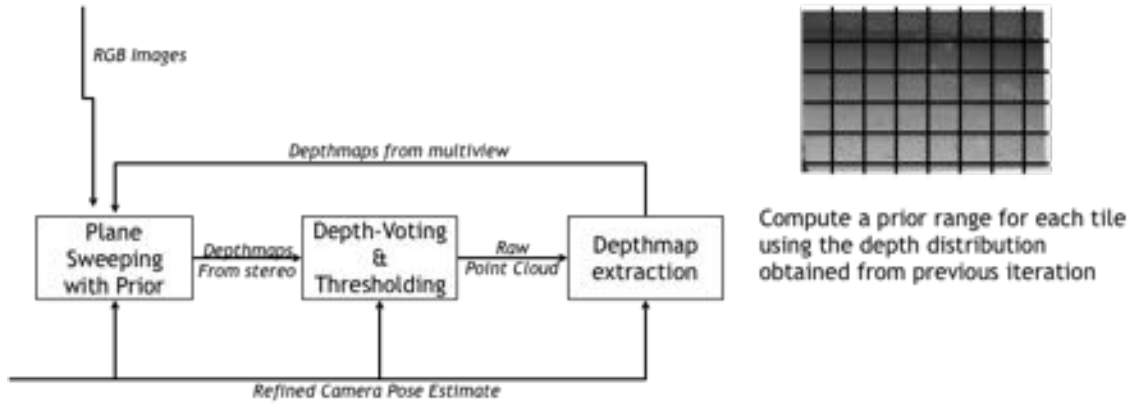 RGB Images
Depthmaps from multiview
Plane
Sweeping
with Prior
Depthmaps
From stereo
Depth-Voting
&
Thresholding
Raw
Point Cloud
Depthmap
extraction
Refined Camera Pose Estimate
Compute a prior range for each tile
using the depth distribution
obtained from previous iteration